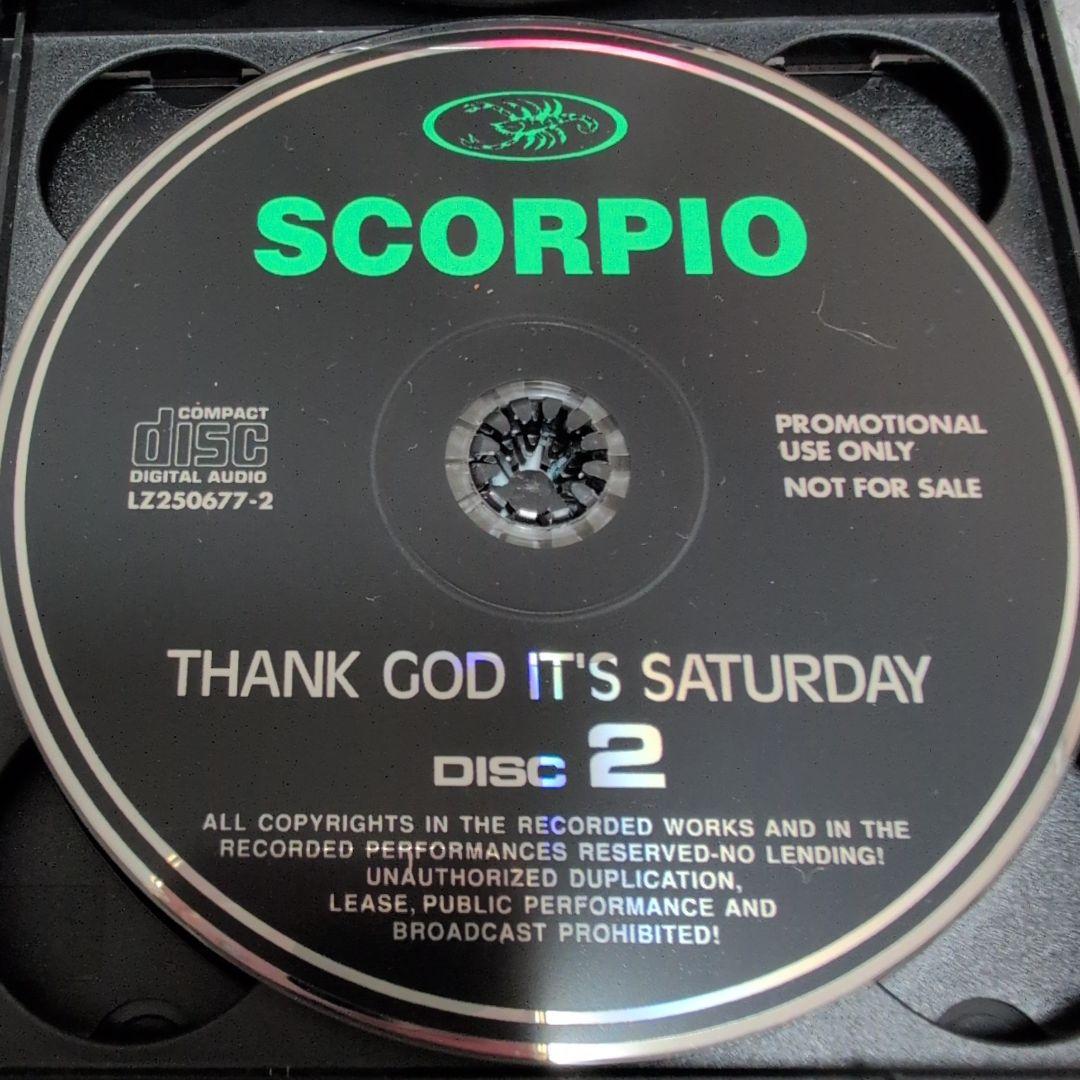 SCORPIO
COMPACT
disc
DIGITAL AUDIO
LZ250677-2
PROMOTIONAL
USE ONLY
NOT FOR SALE
THANK GOD IT'S SATURDAY
DISC 2
ALL COPYRIGHTS IN THE RECORDED WORKS AND IN THE
RECORDED PERFORMANCES RESERVED-NO LENDING!
UNAUTHORIZED DUPLICATION,
LEASE, PUBLIC PERFORMANCE AND
BROADCAST PROHIBITED!